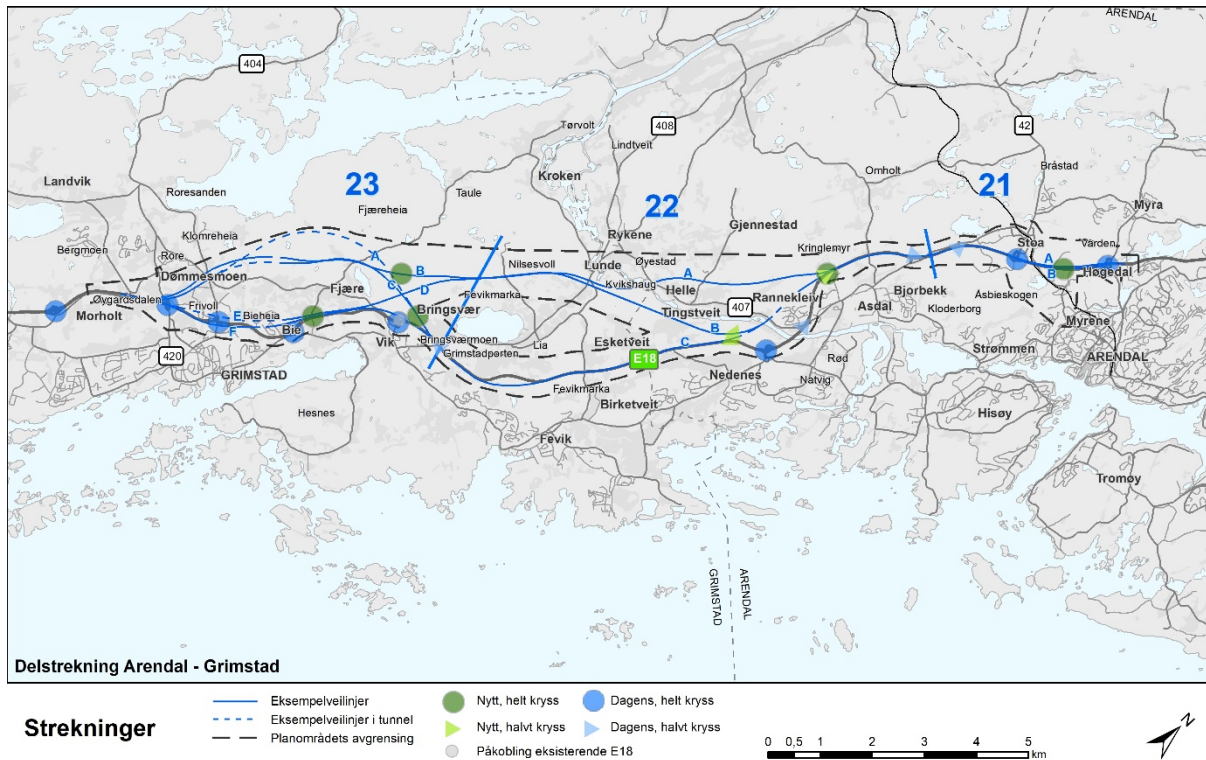 ARENDAL
404
42
Tørvolt
408
Lindtveit
Omholt
21
Bråstad
Landvik
Roresanden
23
Taule
Kroken
Fjæreheia
22
Myra
Klomreheia
Rykene
Gjennestad
Bergmoen
Rore
Lunde
Kringlemyr
Stoa
Varden
A
Nilsesvoll
Øyestad
A
Dømmesmoen
B
A
B
Høgedal
C
D
Kvikshaug
Helle
Rannekleiv
Fjære
Fevikmarka
Bjorbekk
Åsbieskogen
Øygardsdalen
Frivoll
Bringsvær
Tingstveit
407
Asdal
Kloderborg
Morholt
E
Bieheia
Myrene
F
Bie
B
Vik
Bringsværmoen
Lia
Esketveit
C
420
Grimstadporten
E18
Strømmen
ARENDAL
GRIMSTAD
Nedenes
Rød
Fevikmarka
Natvig
Birketveit
Hesnes
Hisøy
Fevik
Tromøy
GRIMSTAD
ARENDAL
Delstrekning Arendal - Grimstad
Strekninger
Eksempelveilinjer
Eksempelveilinjer i tunnel
Planområdets avgrensing
Nytt, helt kryss
Nytt, halvt kryss
Påkobling eksisterende E18
Dagens, helt kryss
Dagens, halvt kryss
0 0,5 1 2 3 4 5
km
N